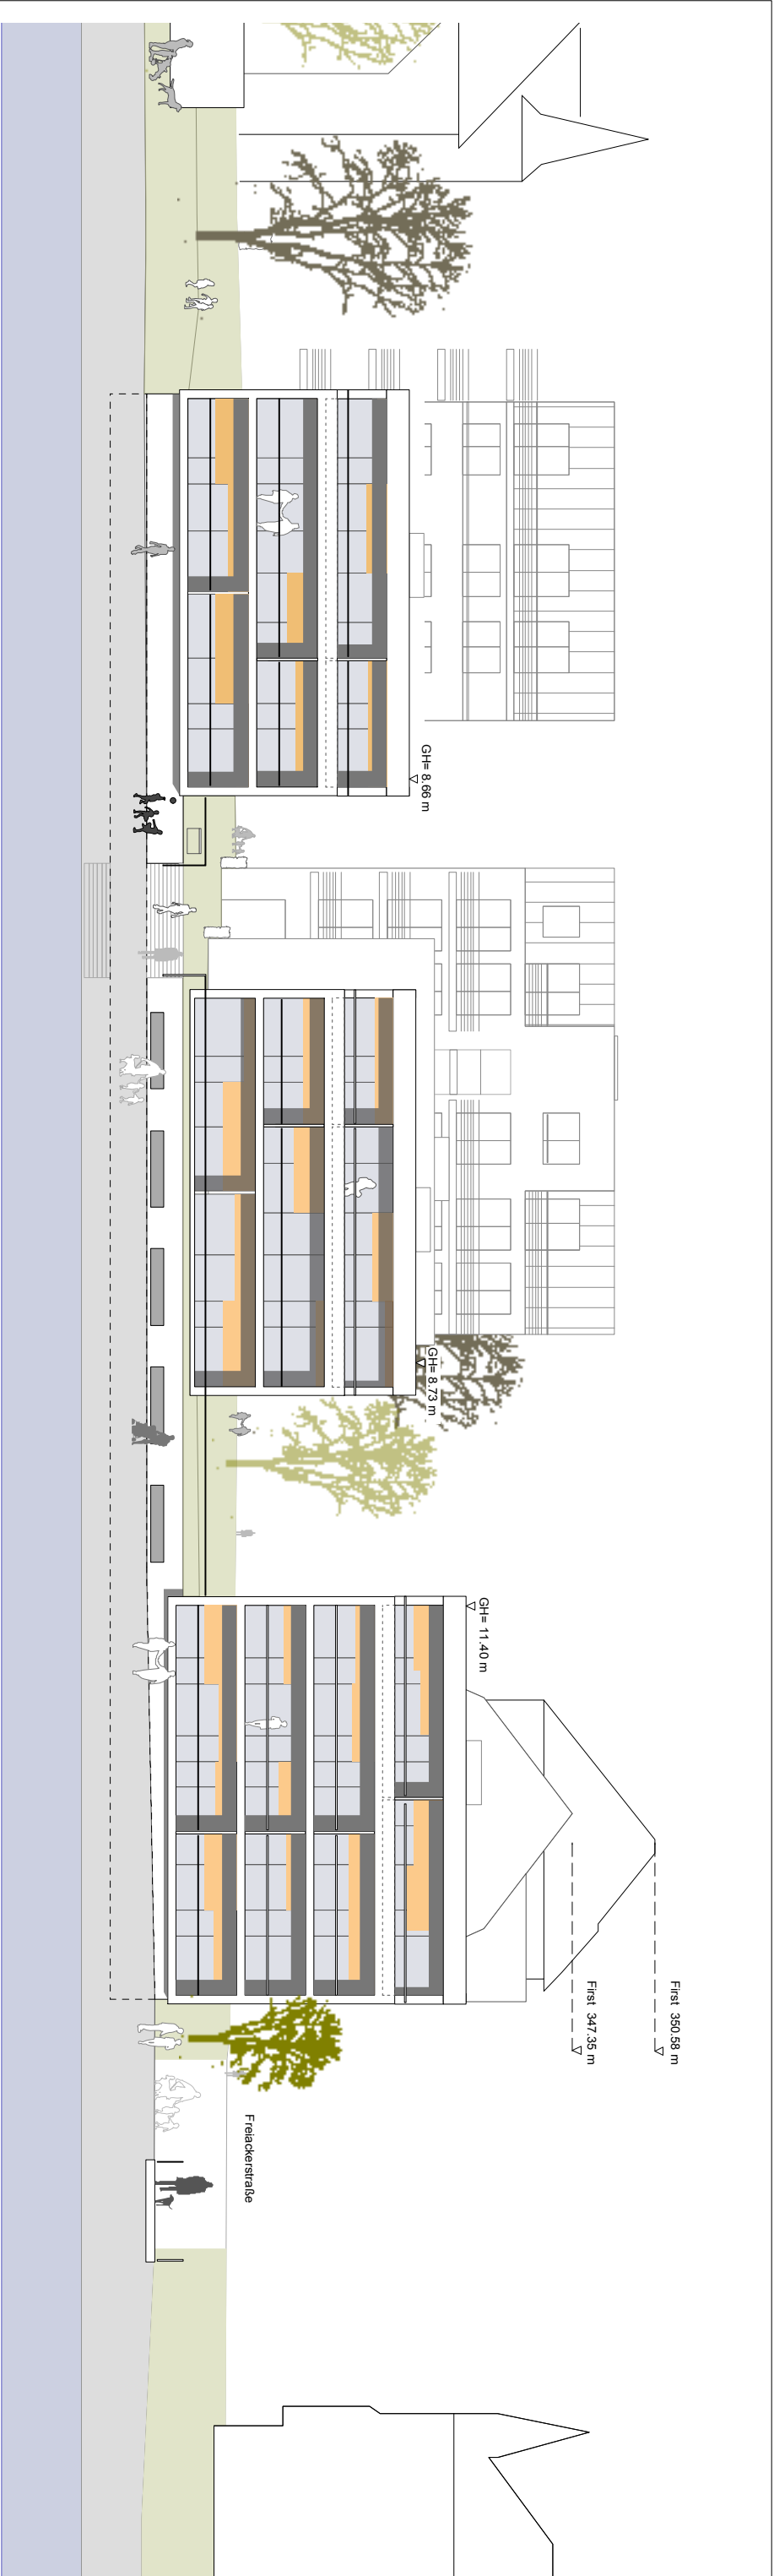 GH= 8.66 m
GH= 8.73 m
GH= 11.40 m
First 350.58 m
First 347.35 m
Freiackerstraße